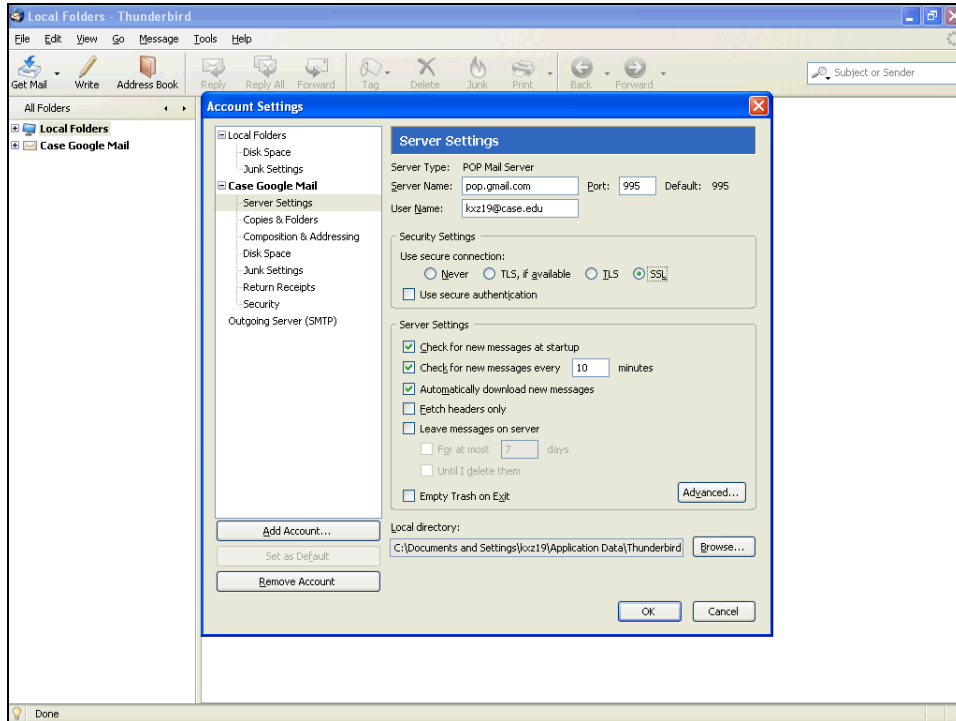 Local Folders - Thunderbird
File Edit View Go Message Tools Help
Get Mail Write Address Book Reply Reply All Forward Tag Delete Junk Print Back Forward Subject or Sender
All Folders
Local Folders
Case Google Mail
Account Settings
Local Folders
Disk Space
Junk Settings
Case Google Mail
Server Settings
Copies & Folders
Composition & Addressing
Disk Space
Junk Settings
Return Receipts
Security
Outgoing Server (SMTP)
Add Account...
Set as Default
Remove Account
Server Settings
Server Type: POP Mail Server
Server Name: pop.gmail.com Port: 995 Default: 995
User Name: kxz19@case.edu
Security Settings
Use secure connection:
Never TLS, if available TLS SSL
Use secure authentication
Server Settings
Check for new messages at startup
Check for new messages every 10 minutes
Automatically download new messages
Fetch headers only
Leave messages on server
For at most 7 days
Until I delete them
Empty Trash on Exit Advanced...
Local directory:
C:\Documents and Settings\kxz19\Application Data\Thunderbird Browse...
OK Cancel
Done